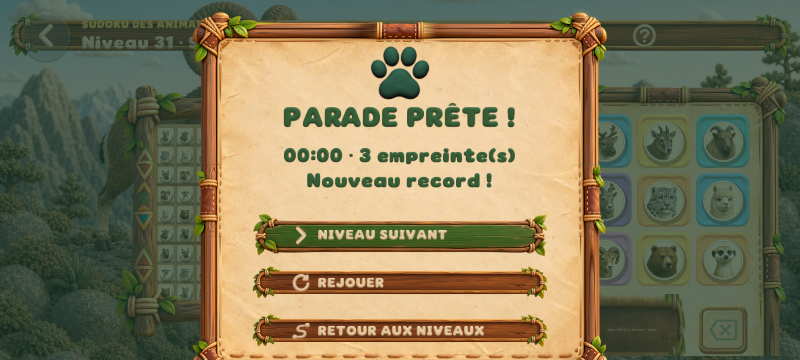 SUDOKU DES ANIMA
Niveau 31 · S
?
PARADE PRÊTE !
00:00 · 3 empreinte(s)
Nouveau record !
NIVEAU SUIVANT
REJOUER
RETOUR AUX NIVEAUX